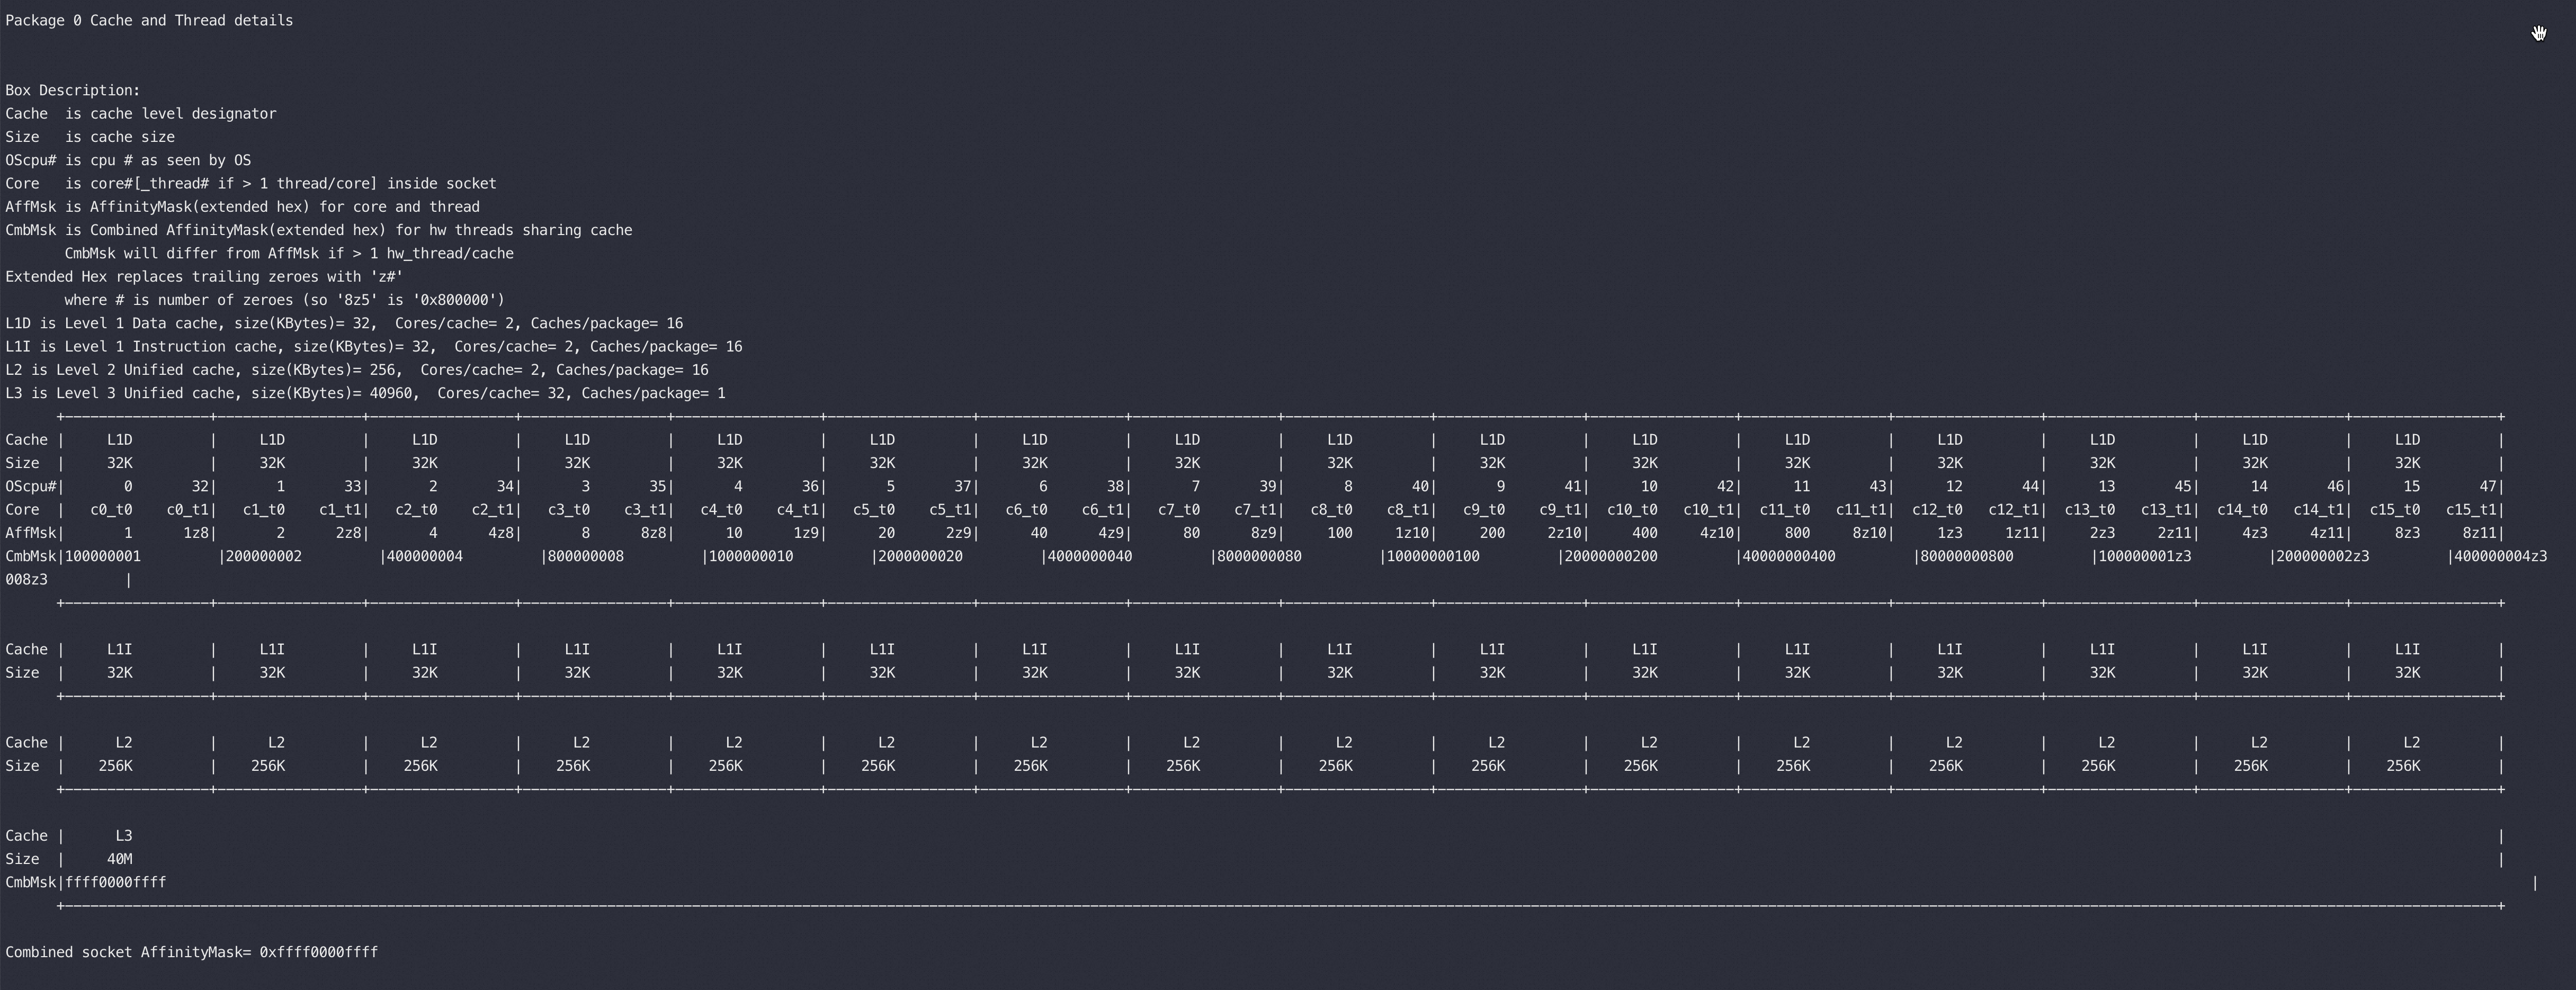 Package 0 Cache and Thread details
Box Description:
Cache  is cache level designator
Size   is cache size
OScpu# is cpu # as seen by OS
Core   is core#[_thread# if > 1 thread/core] inside socket
AffMsk is AffinityMask(extended hex) for core and thread
CmbMsk is Combined AffinityMask(extended hex) for hw threads sharing cache
       CmbMsk will differ from AffMsk if > 1 hw_thread/cache
Extended Hex replaces trailing zeroes with 'z#'
       where # is number of zeroes (so '8z5' is '0x800000')
L1D is Level 1 Data cache, size(KBytes)= 32,  Cores/cache= 2, Caches/package= 16
L1I is Level 1 Instruction cache, size(KBytes)= 32,  Cores/cache= 2, Caches/package= 16
L2 is Level 2 Unified cache, size(KBytes)= 256,  Cores/cache= 2, Caches/package= 16
L3 is Level 3 Unified cache, size(KBytes)= 40960,  Cores/cache= 32, Caches/package= 1
Cache | L1D | L1D | L1D | L1D | L1D | L1D | L1D | L1D | L1D | L1D | L1D | L1D | L1D | L1D | L1D | L1D |
Size | 32K | 32K | 32K | 32K | 32K | 32K | 32K | 32K | 32K | 32K | 32K | 32K | 32K | 32K | 32K | 32K |
OScpu#| 0 32| 1 33| 2 34| 3 35| 4 36| 5 37| 6 38| 7 39| 8 40| 9 41| 10 42| 11 43| 12 44| 13 45| 14 46| 15 47|
Core | c0_t0 c0_t1| c1_t0 c1_t1| c2_t0 c2_t1| c3_t0 c3_t1| c4_t0 c4_t1| c5_t0 c5_t1| c6_t0 c6_t1| c7_t0 c7_t1| c8_t0 c8_t1| c9_t0 c9_t1| c10_t0 c10_t1| c11_t0 c11_t1| c12_t0 c12_t1| c13_t0 c13_t1| c14_t0 c14_t1| c15_t0 c15_t1|
AffMsk| 1 1z8| 2 2z8| 4 4z8| 8 8z8| 10 1z9| 20 2z9| 40 4z9| 80 8z9| 100 1z10| 200 2z10| 400 4z10| 800 8z10| 1z3 1z11| 2z3 2z11| 4z3 4z11| 8z3 8z11|
CmbMsk|100000001 |200000002 |400000004 |800000008 |1000000010 |2000000020 |4000000040 |8000000080 |10000000100 |20000000200 |40000000400 |80000000800 |100000001z3 |200000002z3 |400000004z3
008z3 |
Cache | L1I | L1I | L1I | L1I | L1I | L1I | L1I | L1I | L1I | L1I | L1I | L1I | L1I | L1I | L1I | L1I |
Size | 32K | 32K | 32K | 32K | 32K | 32K | 32K | 32K | 32K | 32K | 32K | 32K | 32K | 32K | 32K | 32K |
Cache | L2 | L2 | L2 | L2 | L2 | L2 | L2 | L2 | L2 | L2 | L2 | L2 | L2 | L2 | L2 | L2 |
Size | 256K | 256K | 256K | 256K | 256K | 256K | 256K | 256K | 256K | 256K | 256K | 256K | 256K | 256K | 256K | 256K |
Cache | L3 |
Size | 40M |
CmbMsk|ffff0000ffff |
Combined socket AffinityMask= 0xffff0000ffff